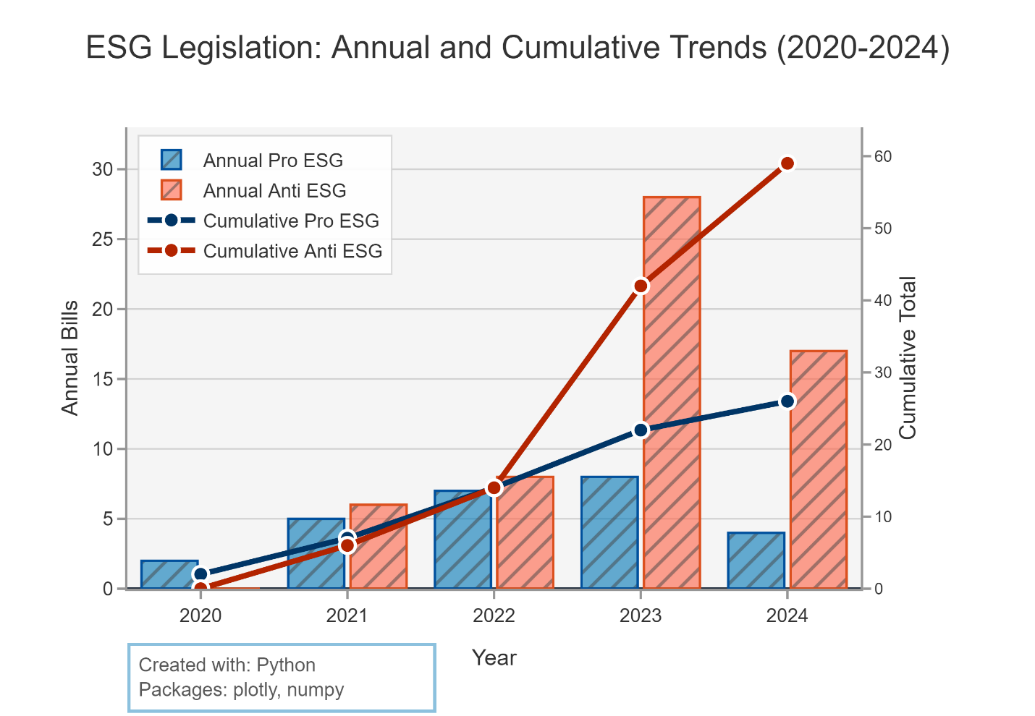 ESG Legislation: Annual and Cumulative Trends (2020-2024)
Annual Pro ESG
Annual Anti ESG
Cumulative Pro ESG
Cumulative Anti ESG
Annual Bills
30
25
20
15
10
5
0
Cumulative Total
60
50
40
30
20
10
0
2020 2021 2022 2023 2024
Year
Created with: Python
Packages: plotly, numpy